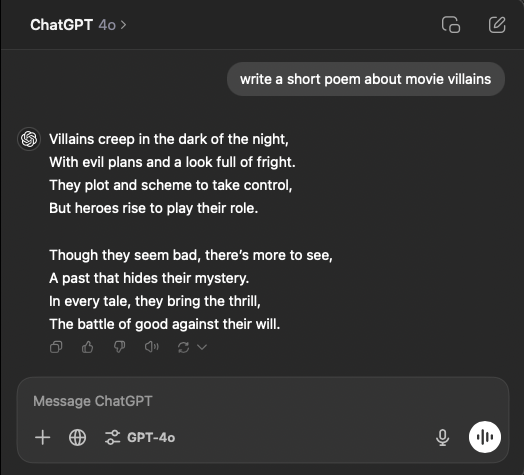 ChatGPT 4o >
write a short poem about movie villains
Villains creep in the dark of the night,
With evil plans and a look full of fright.
They plot and scheme to take control,
But heroes rise to play their role.
Though they seem bad, there's more to see,
A past that hides their mystery.
In every tale, they bring the thrill,
The battle of good against their will.
Message ChatGPT
GPT-4o